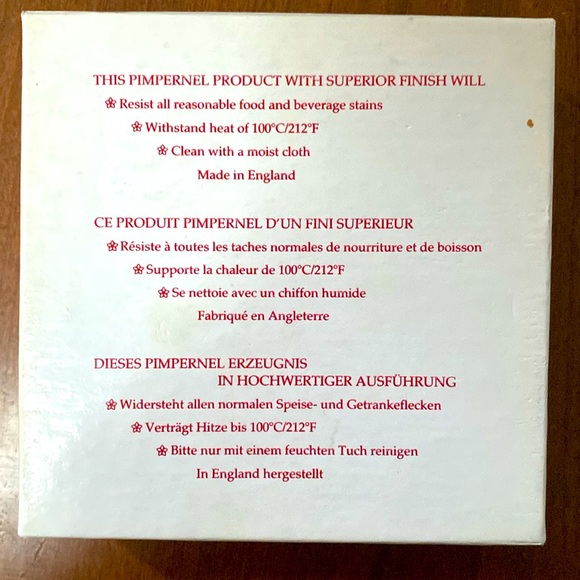 THIS PIMPERNEL PRODUCT WITH SUPERIOR FINISH WILL
Resist all reasonable food and beverage stains
Withstand heat of 100°C/212°F
Clean with a moist cloth
Made in England
CE PRODUIT PIMPERNEL D'UN FINI SUPERIEUR
Résiste à toutes les taches normales de nourriture et de boisson
Supporte la chaleur de 100°C/212°F
Se nettoie avec un chiffon humide
Fabriqué en Angleterre
DIESES PIMPERNEL ERZEUGNIS
IN HOCHWERTIGER AUSFÜHRUNG
Widersteht allen normalen Speise- und Getrankeflecken
Verträgt Hitze bis 100°C/212°F
Bitte nur mit einem feuchten Tuch reinigen
In England hergestellt